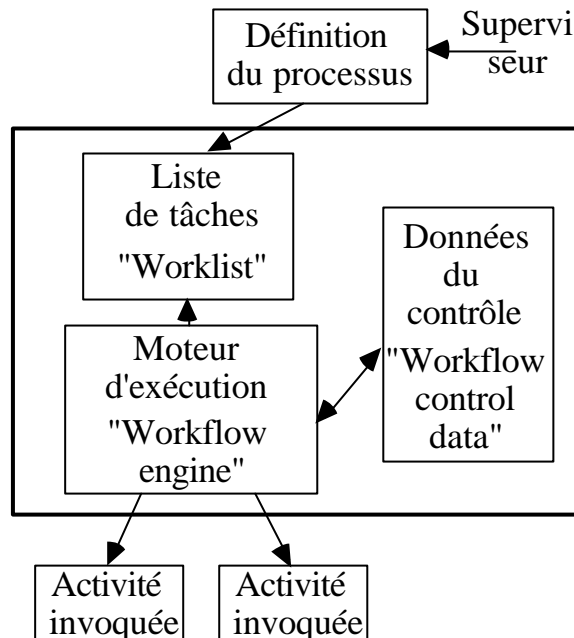 Définition
du processus
Supervi
seur
Liste
de tâches
"Worklist"
Données
du
contrôle
"Workflow
control
data"
Moteur
d'exécution
"Workflow
engine"
Activité
invoquée
Activité
invoquée